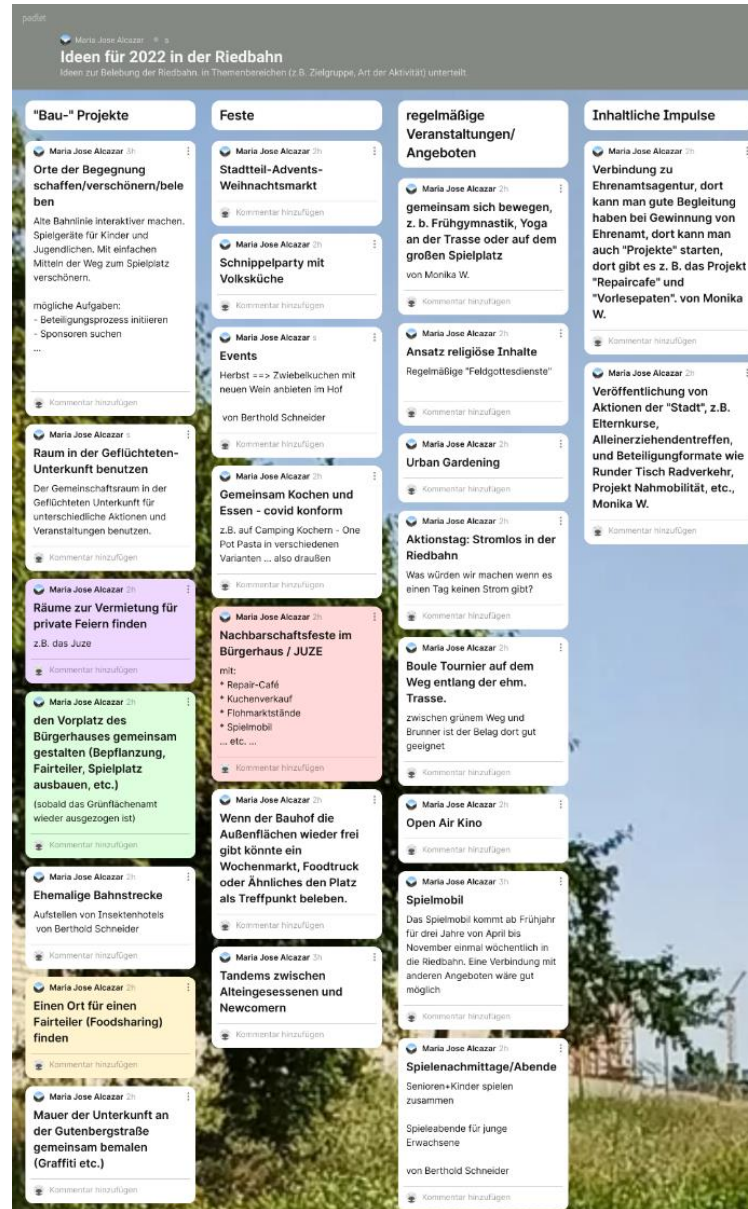 padlet
Maria Jose Alcazar
Ideen für 2022 in der Riedbahn
Ideen zur Belebung der Riedbahn. in Themenbereichen (z.B. Zielgruppe, Art der Aktivität) unterteilt.
"Bau-" Projekte
Maria Jose Alcazar 3h
Orte der Begegnung
schaffen/verschönern/bele
ben
Alte Bahnlinie interaktiver machen.
Spielgeräte für Kinder und
Jugendlichen. Mit einfachen
Mitteln der Weg zum Spielplatz
verschönern.
mögliche Aufgaben:
- Beteiligungsprozess initiieren
- Sponsoren suchen
...
Kommentar hinzufügen
Maria Jose Alcazar s
Raum in der Geflüchteten-
Unterkunft benutzen
Der Gemeinschaftsraum in der
Geflüchteten Unterkunft für
unterschiedliche Aktionen und
Veranstaltungen benutzen.
Kommentar hinzufügen
Maria Jose Alcazar 2h
Räume zur Vermietung für
private Feiern finden
z.B. das Juze
Kommentar hinzufügen
Maria Jose Alcazar 2h
den Vorplatz des
Bürgerhauses gemeinsam
gestalten (Bepflanzung,
Fairteiler, Spielplatz
ausbauen, etc.)
(sobald das Grünflächenamt
wieder ausgezogen ist)
Kommentar hinzufügen
Maria Jose Alcazar 2h
Ehemalige Bahnstrecke
Aufstellen von Insektenhotels
von Berthold Schneider
Kommentar hinzufügen
Maria Jose Alcazar 2h
Einen Ort für einen
Fairteiler (Foodsharing)
finden
Kommentar hinzufügen
Maria Jose Alcazar 2h
Mauer der Unterkunft an
der Gutenbergstraße
gemeinsam bemalen
(Graffiti etc.)
Kommentar hinzufügen
Feste
Maria Jose Alcazar 2h
Stadtteil-Advents-
Weihnachtsmarkt
Kommentar hinzufügen
Maria Jose Alcazar 2h
Schnippelparty mit
Volksküche
Kommentar hinzufügen
Maria Jose Alcazar s
Events
Herbst ==> Zwiebelkuchen mit
neuen Wein anbieten im Hof
von Berthold Schneider
Kommentar hinzufügen
Maria Jose Alcazar 2h
Gemeinsam Kochen und
Essen - covid konform
z.B. auf Camping Kochern - One
Pot Pasta in verschiedenen
Varianten ... also draußen
Kommentar hinzufügen
Maria Jose Alcazar 2h
Nachbarschaftsfeste im
Bürgerhaus / JUZE
mit:
* Repair-Café
* Kuchenverkauf
* Flohmarktstände
* Spielmobil
... etc. ...
Kommentar hinzufügen
Maria Jose Alcazar 2h
Wenn der Bauhof die
Außenflächen wieder frei
gibt könnte ein
Wochenmarkt, Foodtruck
oder Ähnliches den Platz
als Treffpunkt beleben.
Kommentar hinzufügen
Maria Jose Alcazar 3h
Tandems zwischen
Alteingesessenen und
Newcomern
Kommentar hinzufügen
regelmäßige
Veranstaltungen/
Angeboten
Maria Jose Alcazar 2h
gemeinsam sich bewegen,
z. b. Frühgymnastik, Yoga
an der Trasse oder auf dem
großen Spielplatz
von Monika W.
Kommentar hinzufügen
Maria Jose Alcazar 2h
Ansatz religiöse Inhalte
Regelmäßige "Feldgottesdienste"
Kommentar hinzufügen
Maria Jose Alcazar 2h
Urban Gardening
Kommentar hinzufügen
Maria Jose Alcazar 2h
Aktionstag: Stromlos in der
Riedbahn
Was würden wir machen wenn es
einen Tag keinen Strom gibt?
Kommentar hinzufügen
Maria Jose Alcazar 2h
Boule Tournier auf dem
Weg entlang der ehm.
Trasse.
zwischen grünem Weg und
Brunner ist der Belag dort gut
geeignet
Kommentar hinzufügen
Maria Jose Alcazar 2h
Open Air Kino
Kommentar hinzufügen
Maria Jose Alcazar 3h
Spielmobil
Das Spielmobil kommt ab Frühjahr
für drei Jahre von April bis
November einmal wöchentlich in
die Riedbahn. Eine Verbindung mit
anderen Angeboten wäre gut
möglich
Kommentar hinzufügen
Maria Jose Alcazar 2h
Spielenachmittage/Abende
Senioren+Kinder spielen
zusammen
Spieleabende für junge
Erwachsene
von Berthold Schneider
Kommentar hinzufügen
Inhaltliche Impulse
Maria Jose Alcazar 2h
Verbindung zu
Ehrenamtsagentur, dort
kann man gute Begleitung
haben bei Gewinnung von
Ehrenamt, dort kann man
auch "Projekte" starten,
dort gibt es z. B. das Projekt
"Repaircafe" und
"Vorlesepaten". von Monika
W.
Kommentar hinzufügen
Maria Jose Alcazar 2h
Veröffentlichung von
Aktionen der "Stadt", z.B.
Elternkurse,
Alleinerziehendentreffen,
und Beteiligungformate wie
Runder Tisch Radverkehr,
Projekt Nahmobilität, etc.,
Monika W.
Kommentar hinzufügen